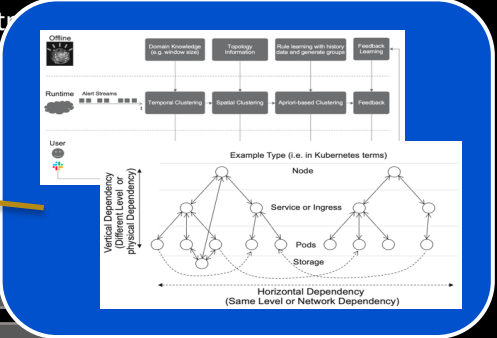 Offline
Domain Knowledge
(e.g. window size)
Topology
Information
Rule learning with history
data and generate groups
Feedback
Learning
Runtime
Alert Streams
t
Temporal Clustering
Spatial Clustering
Apriori-based Clustering
Feedback
User
Example Type (i.e. in Kubernetes terms)
Node
Service or Ingress
Pods
Storage
Vertical Dependency
(Different Level or
physical Dependency)
Horizontal Dependency
(Same Level or Network Dependency)